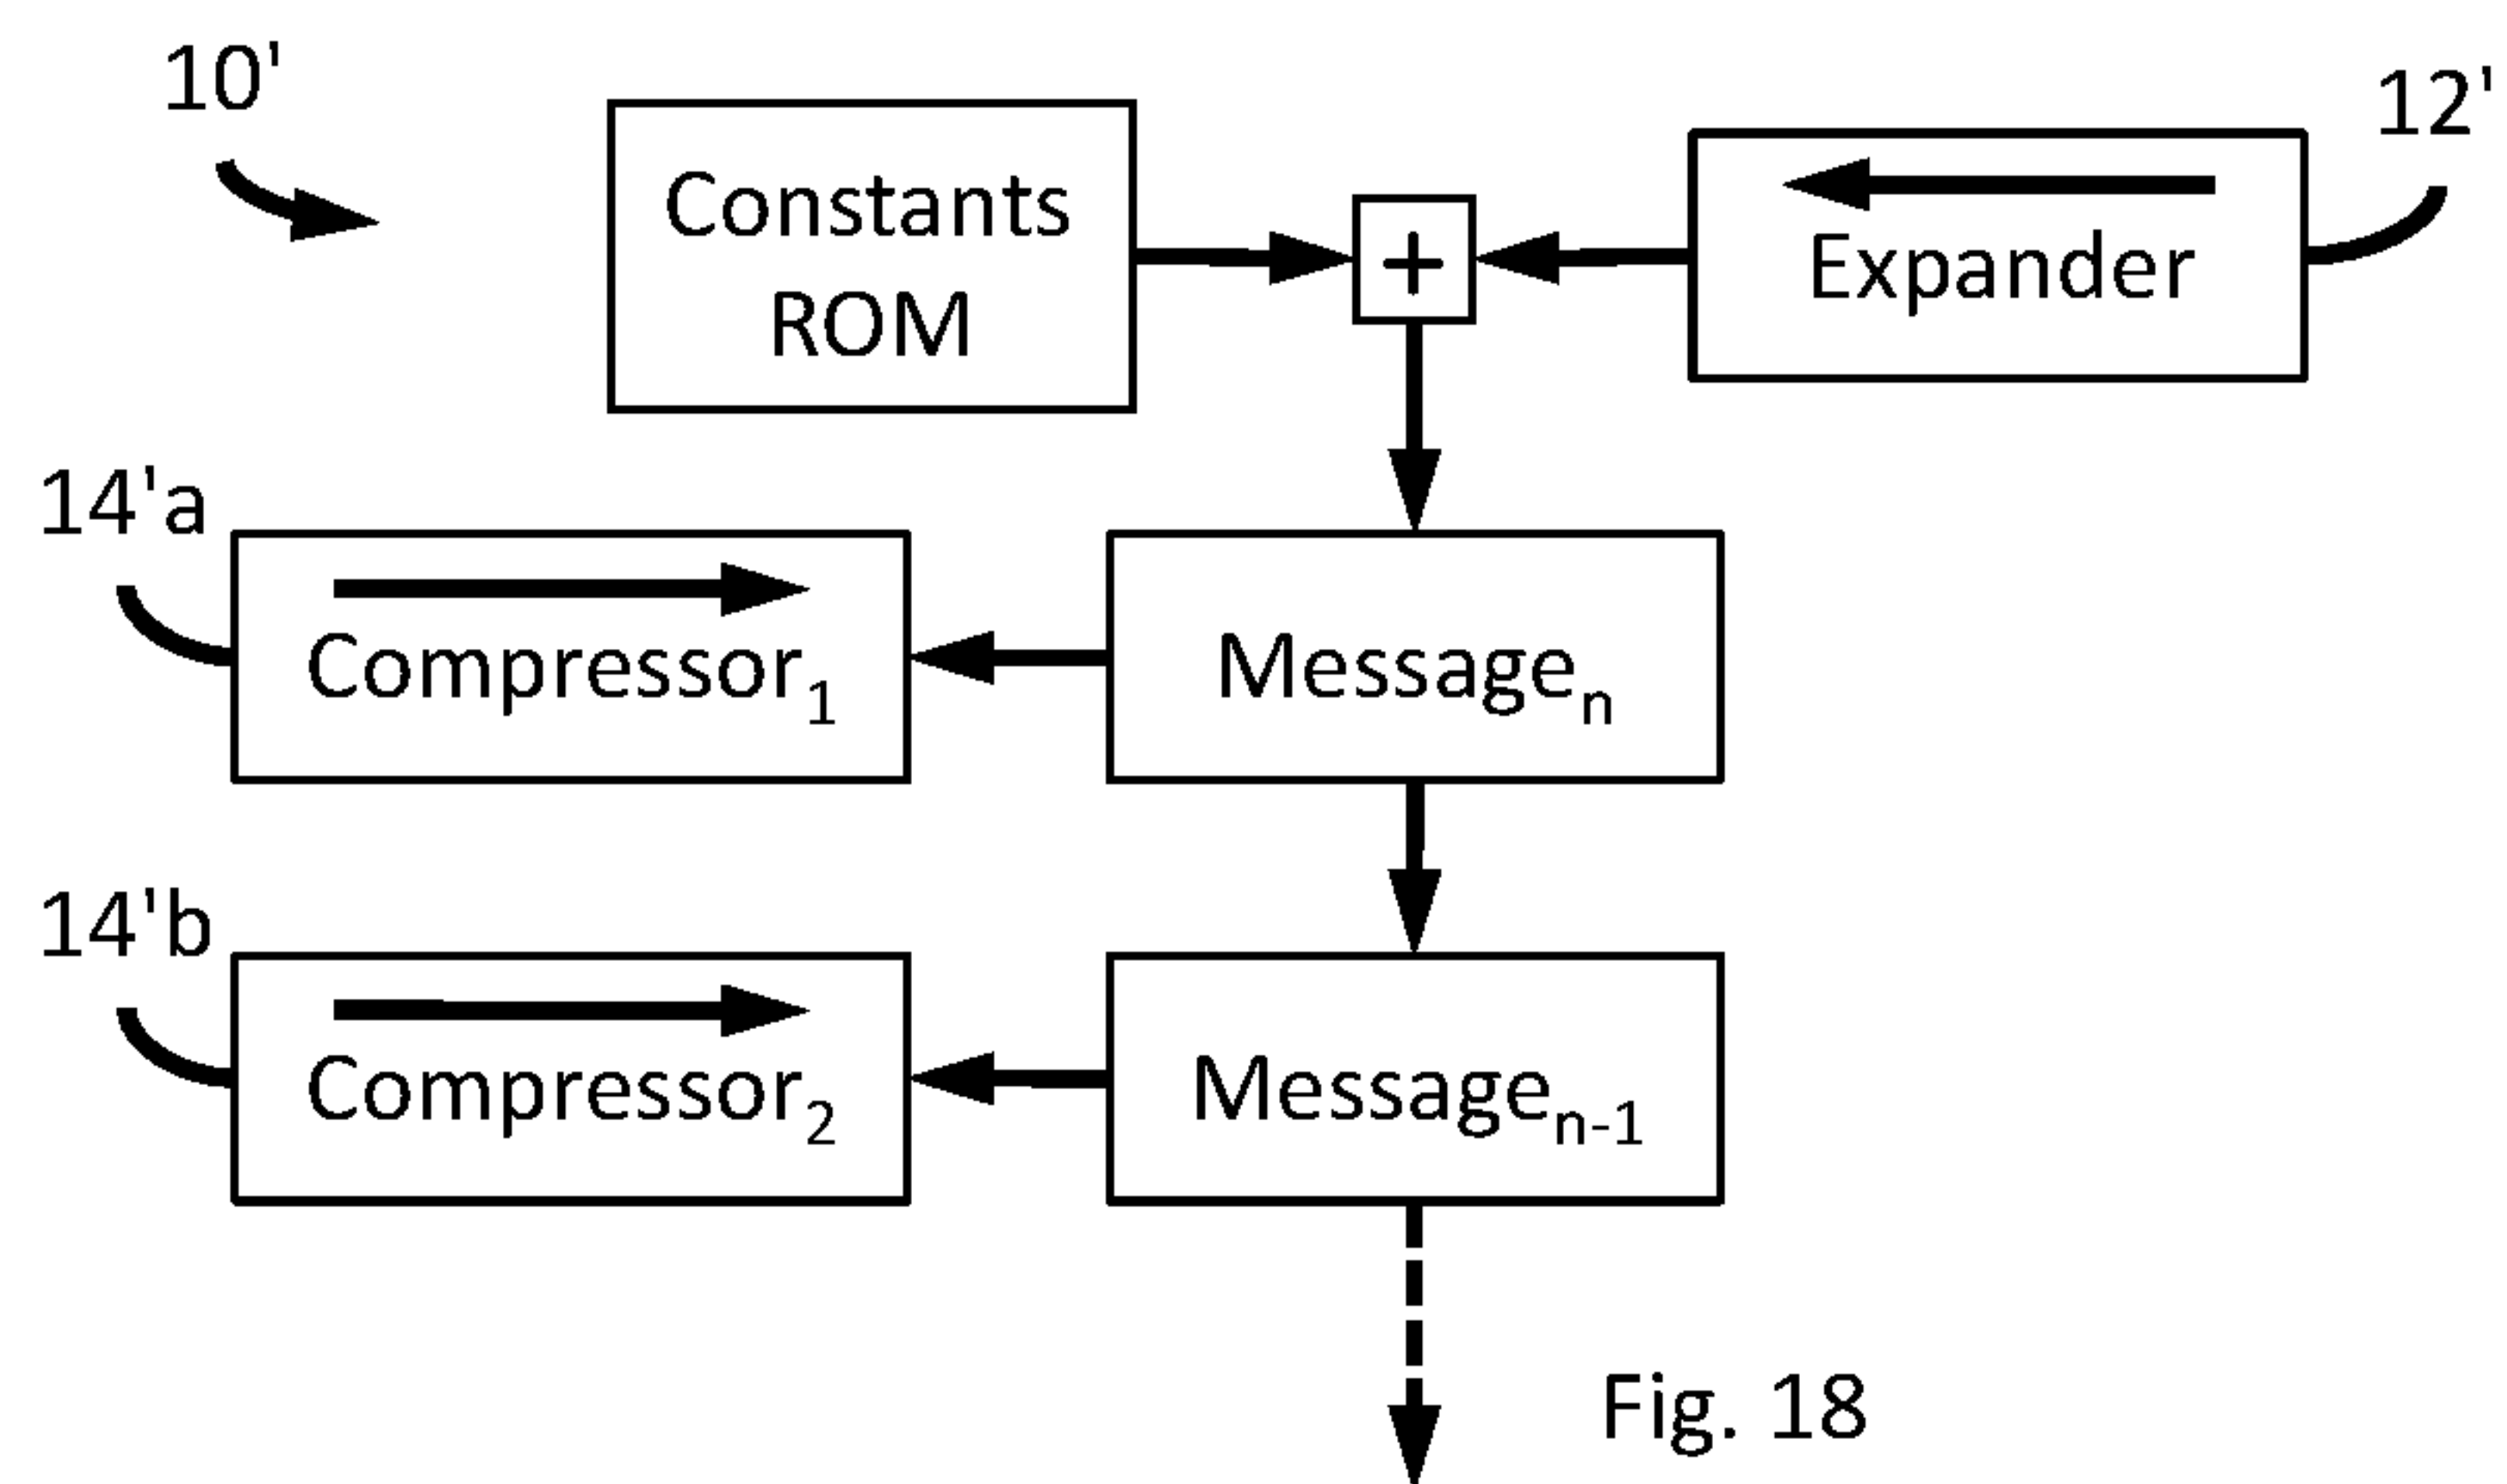 10'
12'
Constants
ROM
+
Expander
14'a
Compressor₁
Messageₙ
14'b
Compressor₂
Messageₙ₋₁
Fig. 18